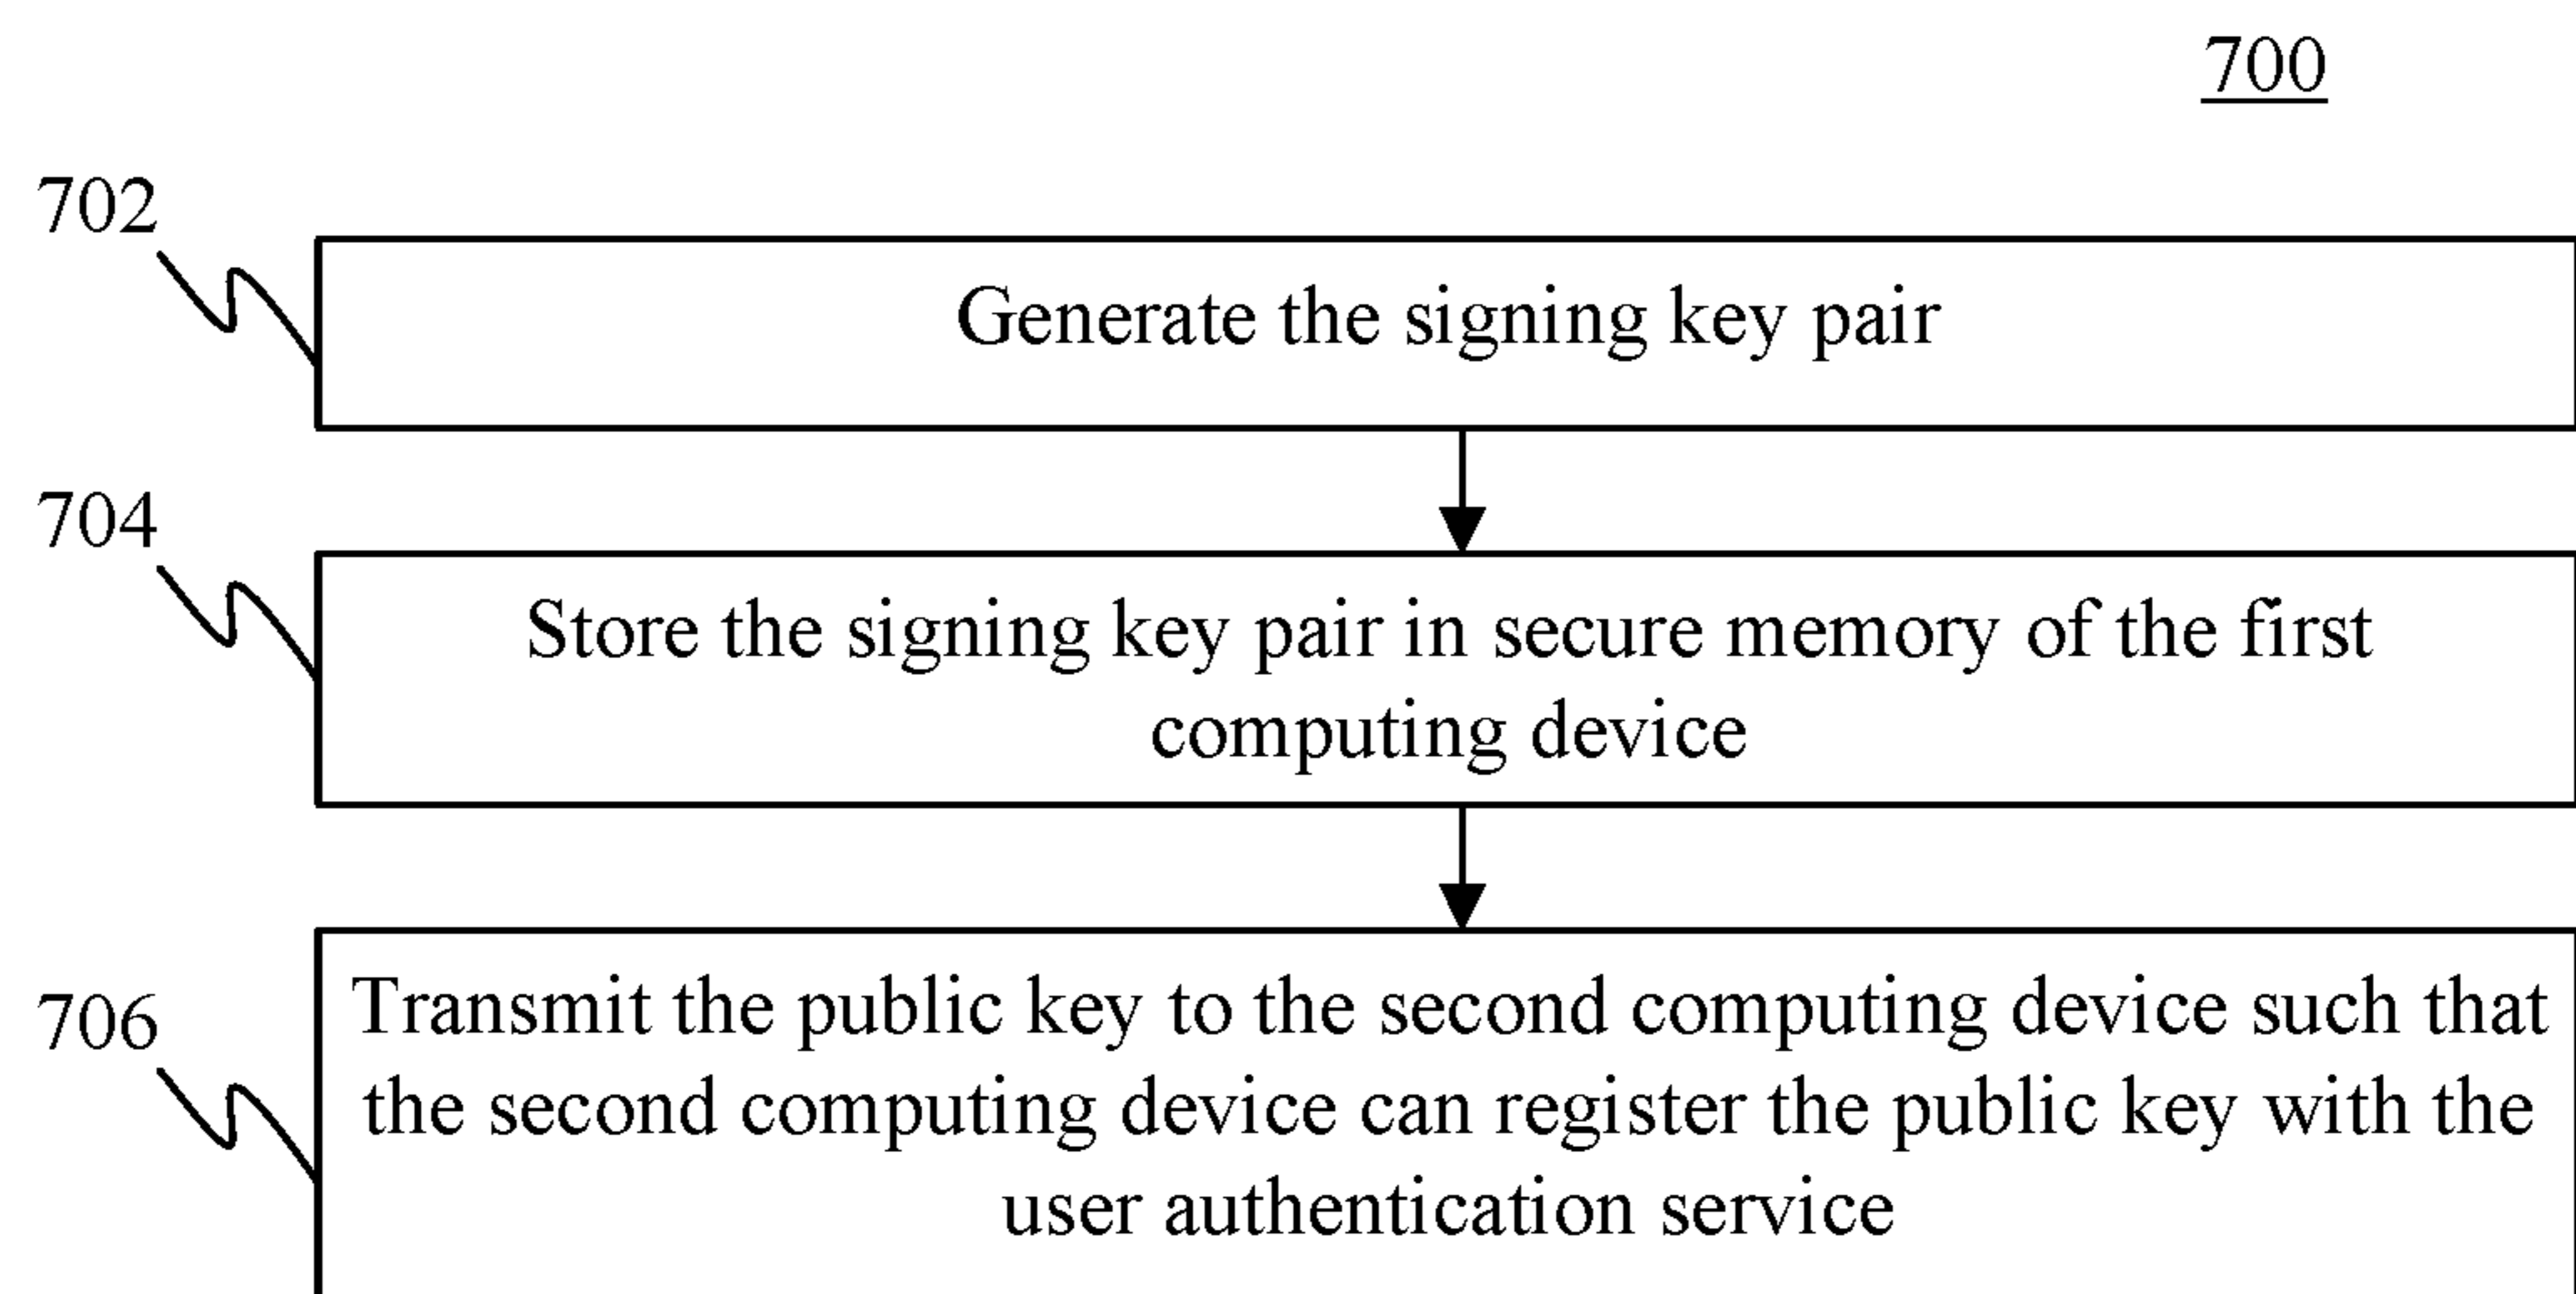 700
702
Generate the signing key pair
704
Store the signing key pair in secure memory of the first
computing device
706
Transmit the public key to the second computing device such that
the second computing device can register the public key with the
user authentication service